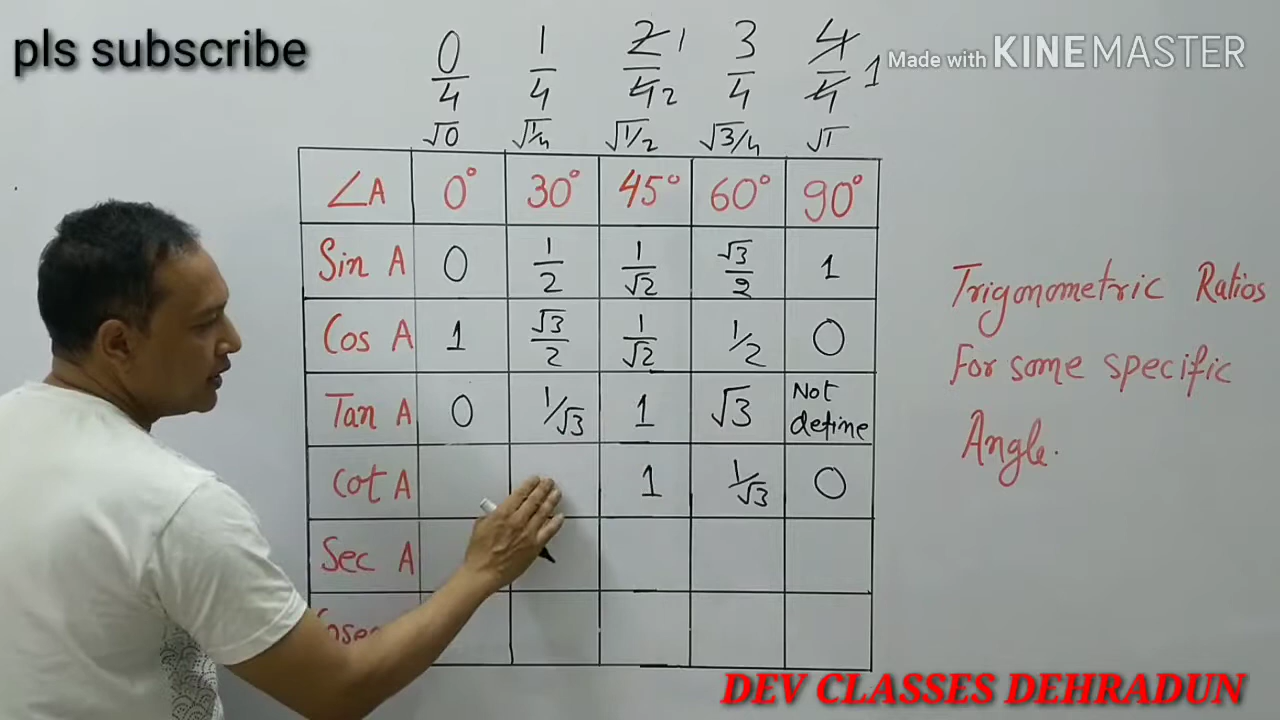 pls subscribe
Made with KINEMASTER
0/4 1/4 2/4 1 2 3/4 4/4 1
√0 √1/4 √1/2 √3/4 √1
∠A 0° 30° 45° 60° 90°
Sin A 0 1/2 1/√2 √3/2 1
Cos A 1 √3/2 1/√2 1/2 0
Tan A 0 1/√3 1 √3 Not define
Cot A 1 1/√3 0
Sec A
Trigonometric Ratios
For some specific
Angle.
DEV CLASSES DEHRADUN